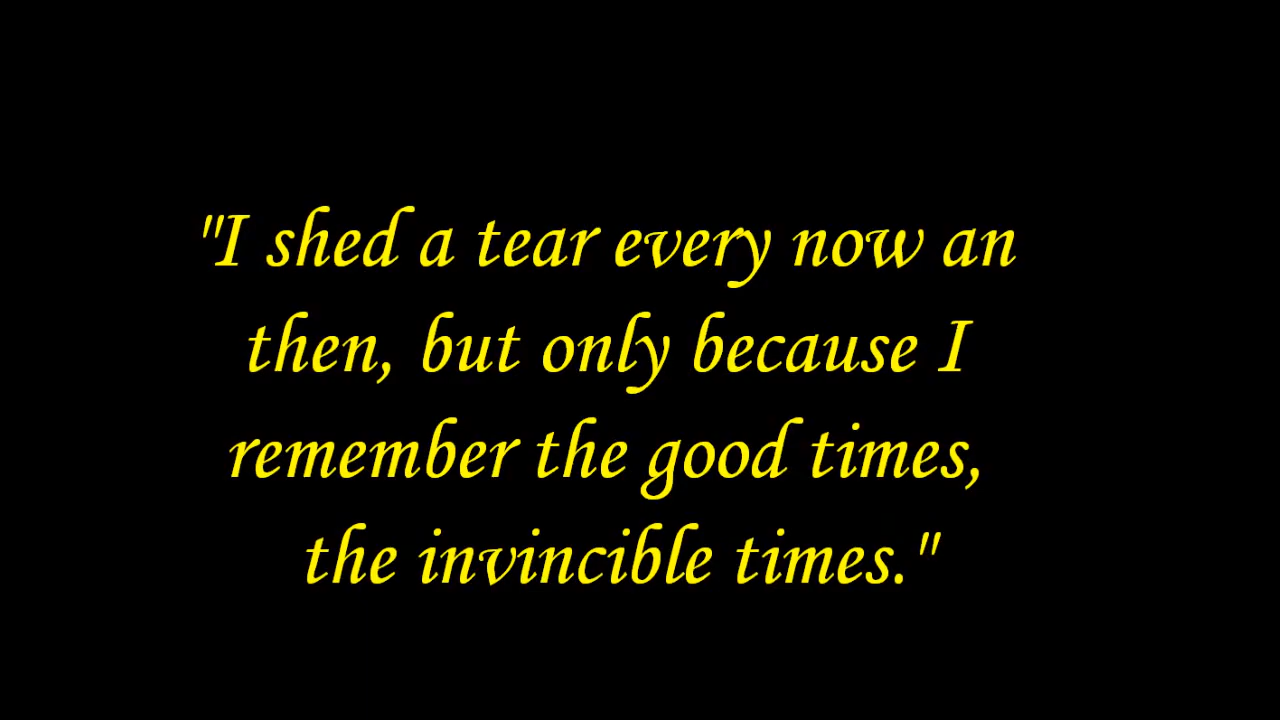 "I shed a tear every now an
then, but only because I
remember the good times,
the invincible times."